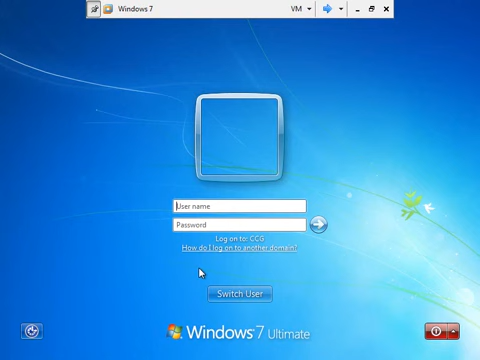 Windows 7
VM
User name
Password
Log on to: CCG
How do I log on to another domain?
Switch User
Windows 7 Ultimate